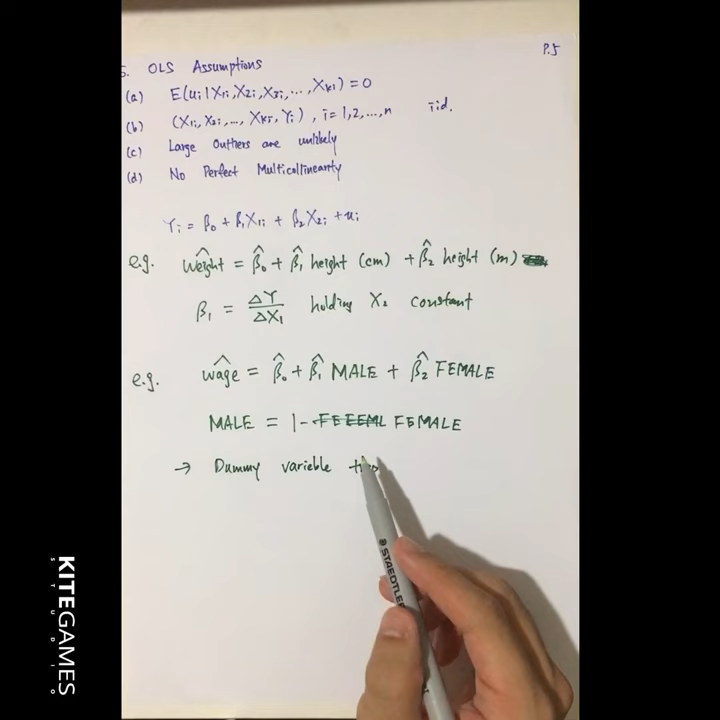 5. OLS Assumptions
P.5
(a) E(ui|X1i,X2i,X3i,...,Xki) = 0
(b) (X1i,X2i,...,Xki,Yi), i=1,2,...,n iid.
(c) Large Outliers are unlikely
(d) No Perfect Multicollinearity
Yi = β0 + β1X1i + β2X2i + ui
e.g. Weight^ = β̂0 + β̂1 height (cm) + β̂2 height (m)
β1 = ΔY/ΔX1 holding X2 constant
e.g. wage^ = β̂0 + β̂1 MALE + β̂2 FEMALE
MALE = 1 - FEMALE
→ Dummy varieble
STAEDTLER
KITEGAMES
STUDIO